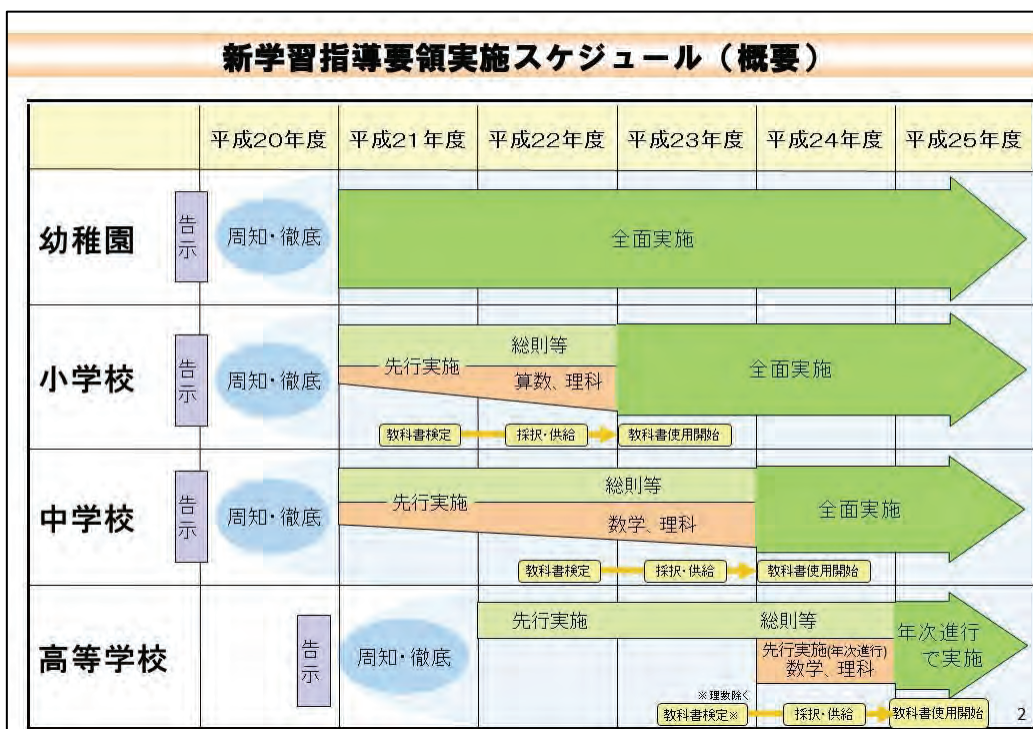 新学習指導要領実施スケジュール（概要）
平成20年度 平成21年度 平成22年度 平成23年度 平成24年度 平成25年度
幼稚園
告示
周知・徹底
全面実施
小学校
告示
周知・徹底
先行実施
総則等
算数、理科
全面実施
教科書検定
採択・供給
教科書使用開始
中学校
告示
周知・徹底
先行実施
総則等
数学、理科
全面実施
教科書検定
採択・供給
教科書使用開始
高等学校
告示
周知・徹底
先行実施
総則等
先行実施(年次進行)
数学、理科
年次進行
で実施
※理数除く
教科書検定※
採択・供給
教科書使用開始
2